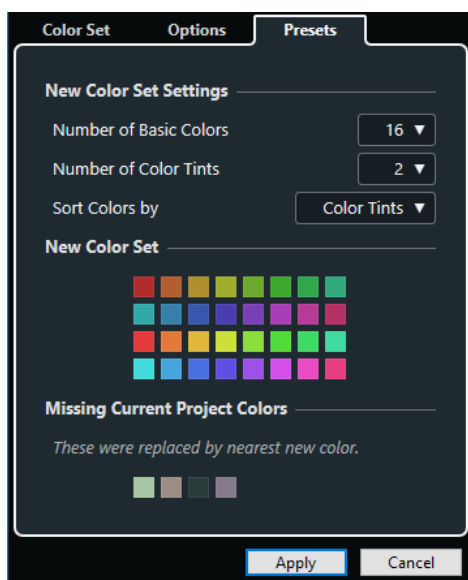 Color Set Options Presets
New Color Set Settings
Number of Basic Colors 16
Number of Color Tints 2
Sort Colors by Color Tints
New Color Set
Missing Current Project Colors
These were replaced by nearest new color.
Apply Cancel